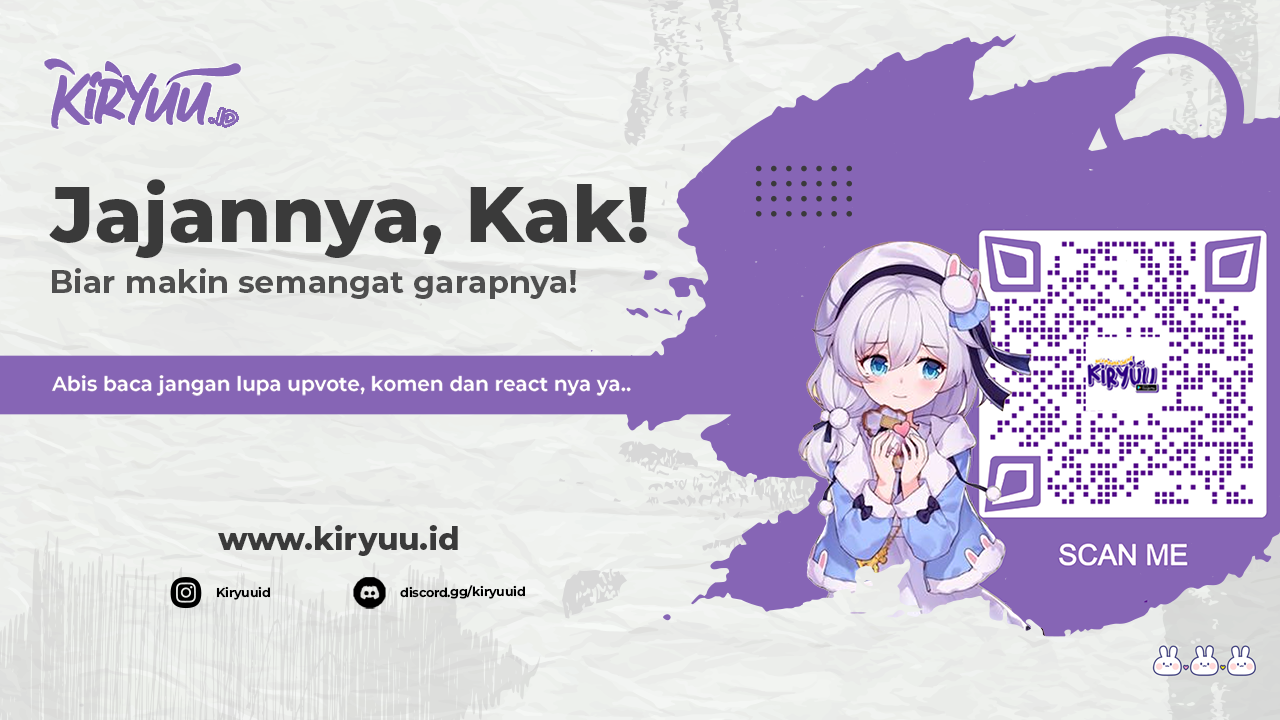 KIRYUU.ID
Jajannya, Kak!
Biar makin semangat garapnya!
Abis baca jangan lupa upvote, komen dan react nya ya..
KIRYUU
SCAN ME
www.kiryuu.id
Kiryuuid
discord.gg/kiryuuid